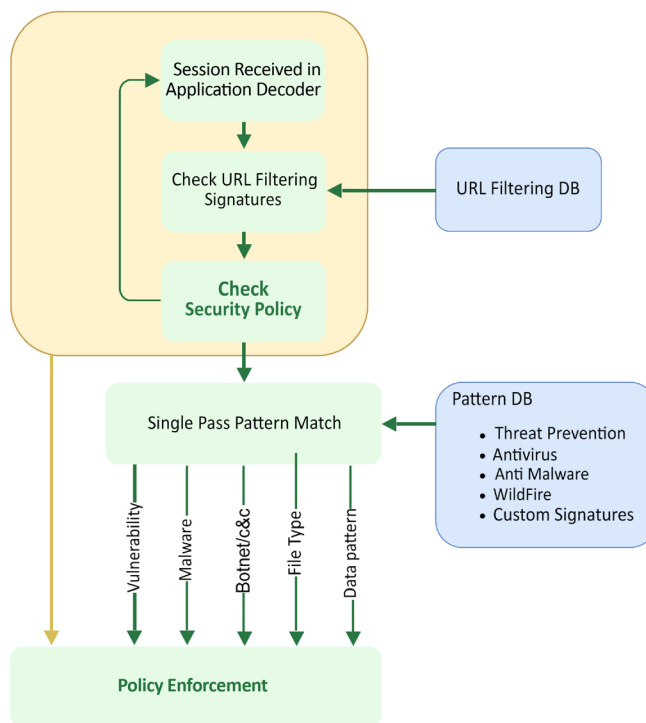 Session Received in
Application Decoder
Check URL Filtering
Signatures
URL Filtering DB
Check
Security Policy
Single Pass Pattern Match
Pattern DB
• Threat Prevention
• Antivirus
• Anti Malware
• WildFire
• Custom Signatures
Vulnerability
Malware
Botnet/c&c
File Type
Data pattern
Policy Enforcement